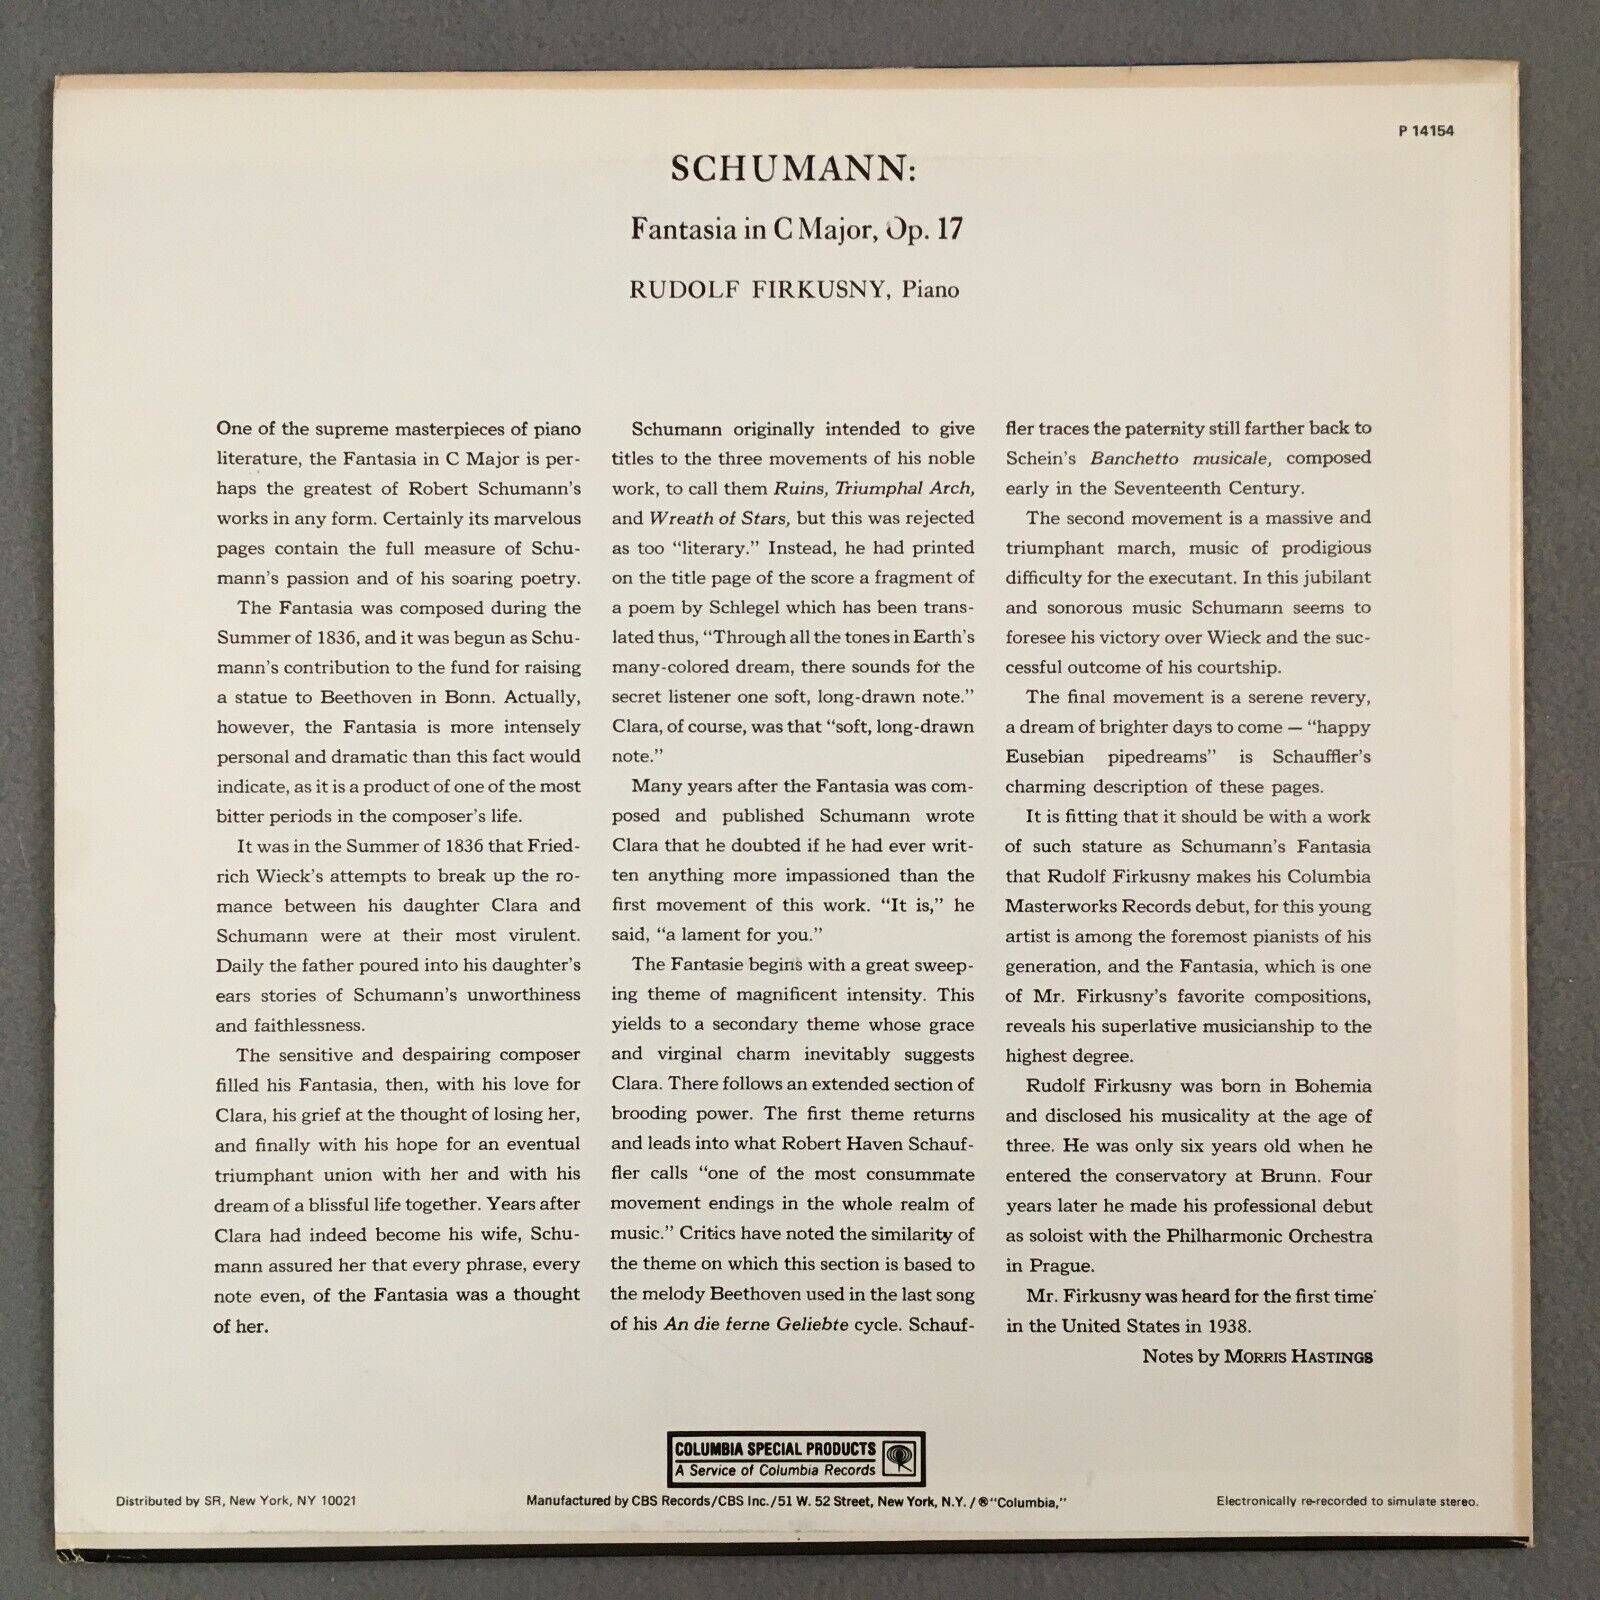 P 14154
SCHUMANN:
Fantasia in C Major, Op. 17
RUDOLF FIRKUSNY, Piano
One of the supreme masterpieces of piano
literature, the Fantasia in C Major is per-
haps the greatest of Robert Schumann's
works in any form. Certainly its marvelous
pages contain the full measure of Schu-
mann's passion and of his soaring poetry.
The Fantasia was composed during the
Summer of 1836, and it was begun as Schu-
mann's contribution to the fund for raising
a statue to Beethoven in Bonn. Actually,
however, the Fantasia is more intensely
personal and dramatic than this fact would
indicate, as it is a product of one of the most
bitter periods in the composer's life.
It was in the Summer of 1836 that Fried-
rich Wieck's attempts to break up the ro-
mance between his daughter Clara and
Schumann were at their most virulent.
Daily the father poured into his daughter's
ears stories of Schumann's unworthiness
and faithlessness.
The sensitive and despairing composer
filled his Fantasia, then, with his love for
Clara, his grief at the thought of losing her,
and finally with his hope for an eventual
triumphant union with her and with his
dream of a blissful life together. Years after
Clara had indeed become his wife, Schu-
mann assured her that every phrase, every
note even, of the Fantasia was a thought
of her.
Schumann originally intended to give
titles to the three movements of his noble
work, to call them Ruins, Triumphal Arch,
and Wreath of Stars, but this was rejected
as too "literary." Instead, he had printed
on the title page of the score a fragment of
a poem by Schlegel which has been trans-
lated thus, "Through all the tones in Earth's
many-colored dream, there sounds for the
secret listener one soft, long-drawn note."
Clara, of course, was that "soft, long-drawn
note."
Many years after the Fantasia was com-
posed and published Schumann wrote
Clara that he doubted if he had ever writ-
ten anything more impassioned than the
first movement of this work. "It is," he
said, "a lament for you."
The Fantasie begins with a great sweep-
ing theme of magnificent intensity. This
yields to a secondary theme whose grace
and virginal charm inevitably suggests
Clara. There follows an extended section of
brooding power. The first theme returns
and leads into what Robert Haven Schauf-
fler calls "one of the most consummate
movement endings in the whole realm of
music." Critics have noted the similarity of
the theme on which this section is based to
the melody Beethoven used in the last song
of his An die ferne Geliebte cycle. Schauf-
fler traces the paternity still farther back to
Schein's Banchetto musicale, composed
early in the Seventeenth Century.
The second movement is a massive and
triumphant march, music of prodigious
difficulty for the executant. In this jubilant
and sonorous music Schumann seems to
foresee his victory over Wieck and the suc-
cessful outcome of his courtship.
The final movement is a serene revery,
a dream of brighter days to come — "happy
Eusebian pipedreams" is Schauffler's
charming description of these pages.
It is fitting that it should be with a work
of such stature as Schumann's Fantasia
that Rudolf Firkusny makes his Columbia
Masterworks Records debut, for this young
artist is among the foremost pianists of his
generation, and the Fantasia, which is one
of Mr. Firkusny's favorite compositions,
reveals his superlative musicianship to the
highest degree.
Rudolf Firkusny was born in Bohemia
and disclosed his musicality at the age of
three. He was only six years old when he
entered the conservatory at Brunn. Four
years later he made his professional debut
as soloist with the Philharmonic Orchestra
in Prague.
Mr. Firkusny was heard for the first time
in the United States in 1938.
Notes by MORRIS HASTINGS
COLUMBIA SPECIAL PRODUCTS
A Service of Columbia Records
Distributed by SR, New York, NY 10021
Manufactured by CBS Records/CBS Inc./51 W. 52 Street, New York, N.Y. / ® "Columbia,"
Electronically re-recorded to simulate stereo.